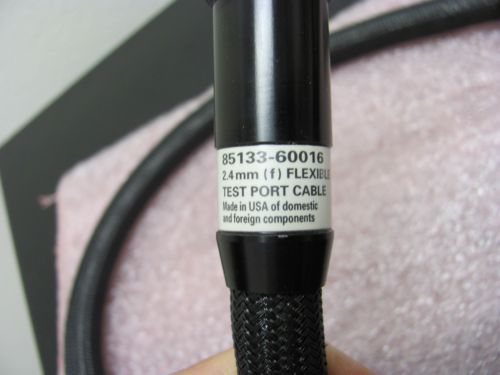 85133-60016
2.4mm (f) FLEXIBLE
TEST PORT CABLE
Made in USA of domestic
and foreign components